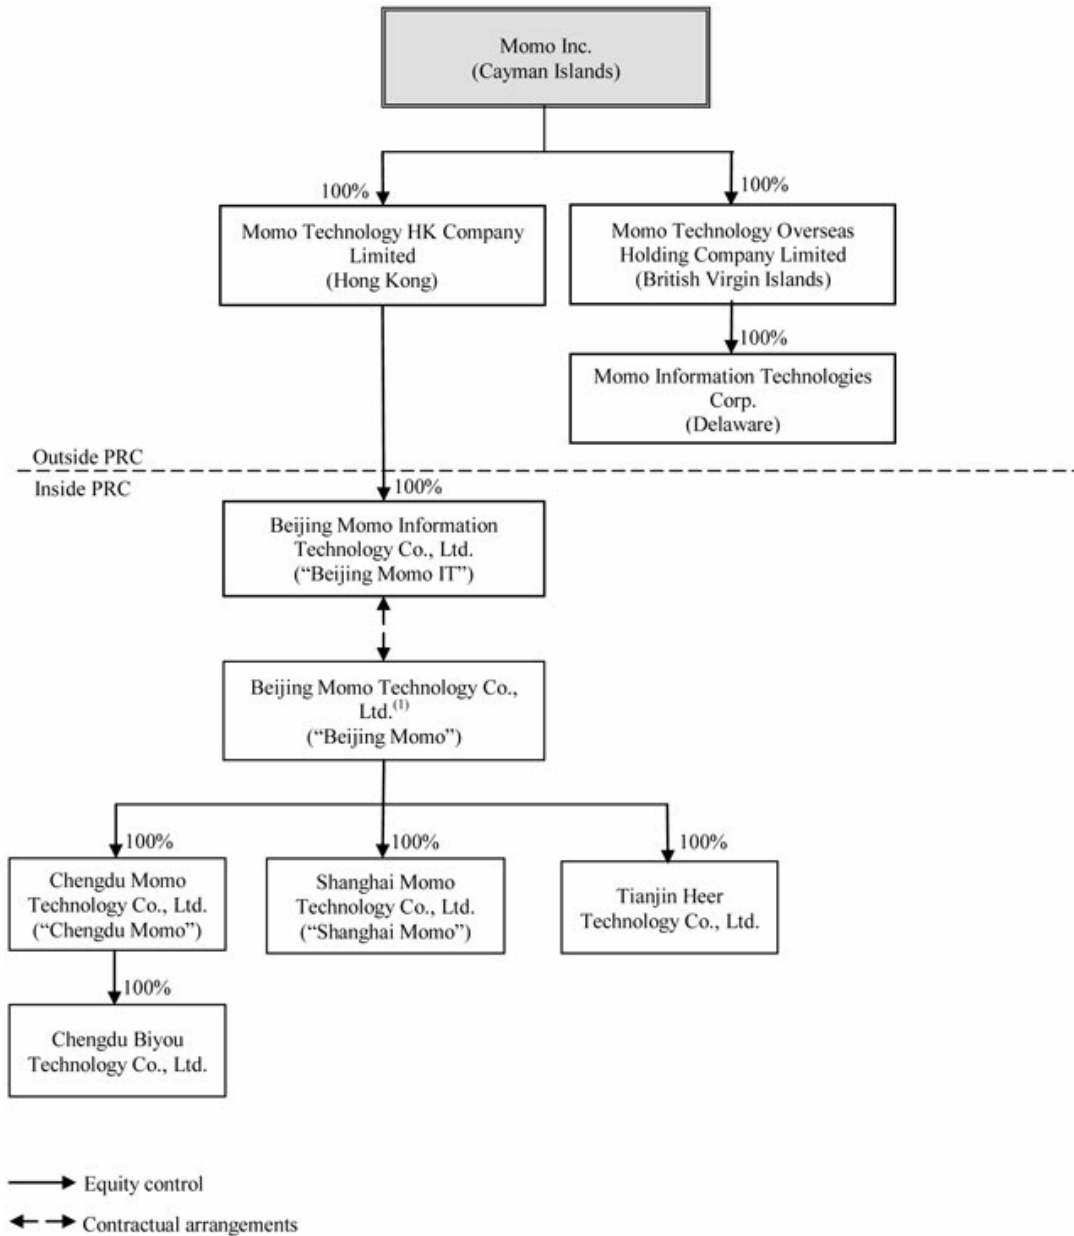 Momo Inc.
(Cayman Islands)
100%
100%
Momo Technology HK Company
Limited
(Hong Kong)
Momo Technology Overseas
Holding Company Limited
(British Virgin Islands)
100%
Momo Information Technologies
Corp.
(Delaware)
Outside PRC
Inside PRC
100%
Beijing Momo Information
Technology Co., Ltd.
(“Beijing Momo IT”)
Beijing Momo Technology Co.,
Ltd.(1)
(“Beijing Momo”)
100%
100%
100%
Chengdu Momo
Technology Co., Ltd.
(“Chengdu Momo”)
Shanghai Momo
Technology Co., Ltd.
(“Shanghai Momo”)
Tianjin Heer
Technology Co., Ltd.
100%
Chengdu Biyou
Technology Co., Ltd.
Equity control
Contractual arrangements